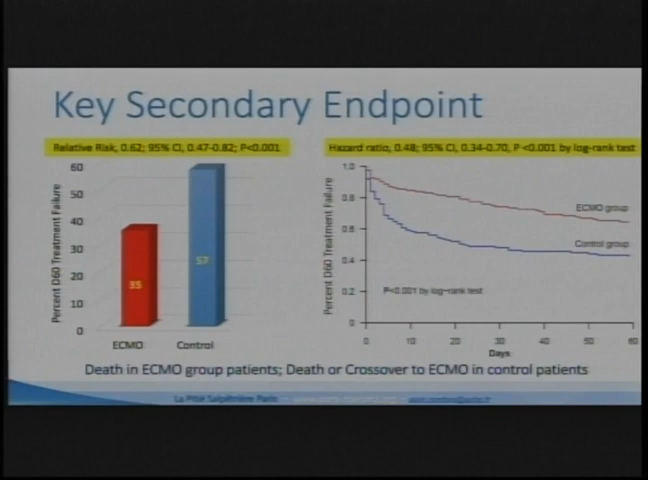 Key Secondary Endpoint
Relative Risk, 0.62; 95% CI, 0.47-0.82; P<0.001
Hazard ratio, 0.48; 95% CI, 0.34-0.70, P <0.001 by log-rank test
Percent D60 Treatment Failure
60
50
40
30
20
10
0
35
57
ECMO
Control
Percent D60 Treatment Failure
1.0
0.8
0.6
0.4
0.2
0
ECMO group
Control group
P<0.001 by log-rank test
0
10
20
30
40
50
60
Days
Death in ECMO group patients; Death or Crossover to ECMO in control patients
La Pitié Salpêtrière Paris